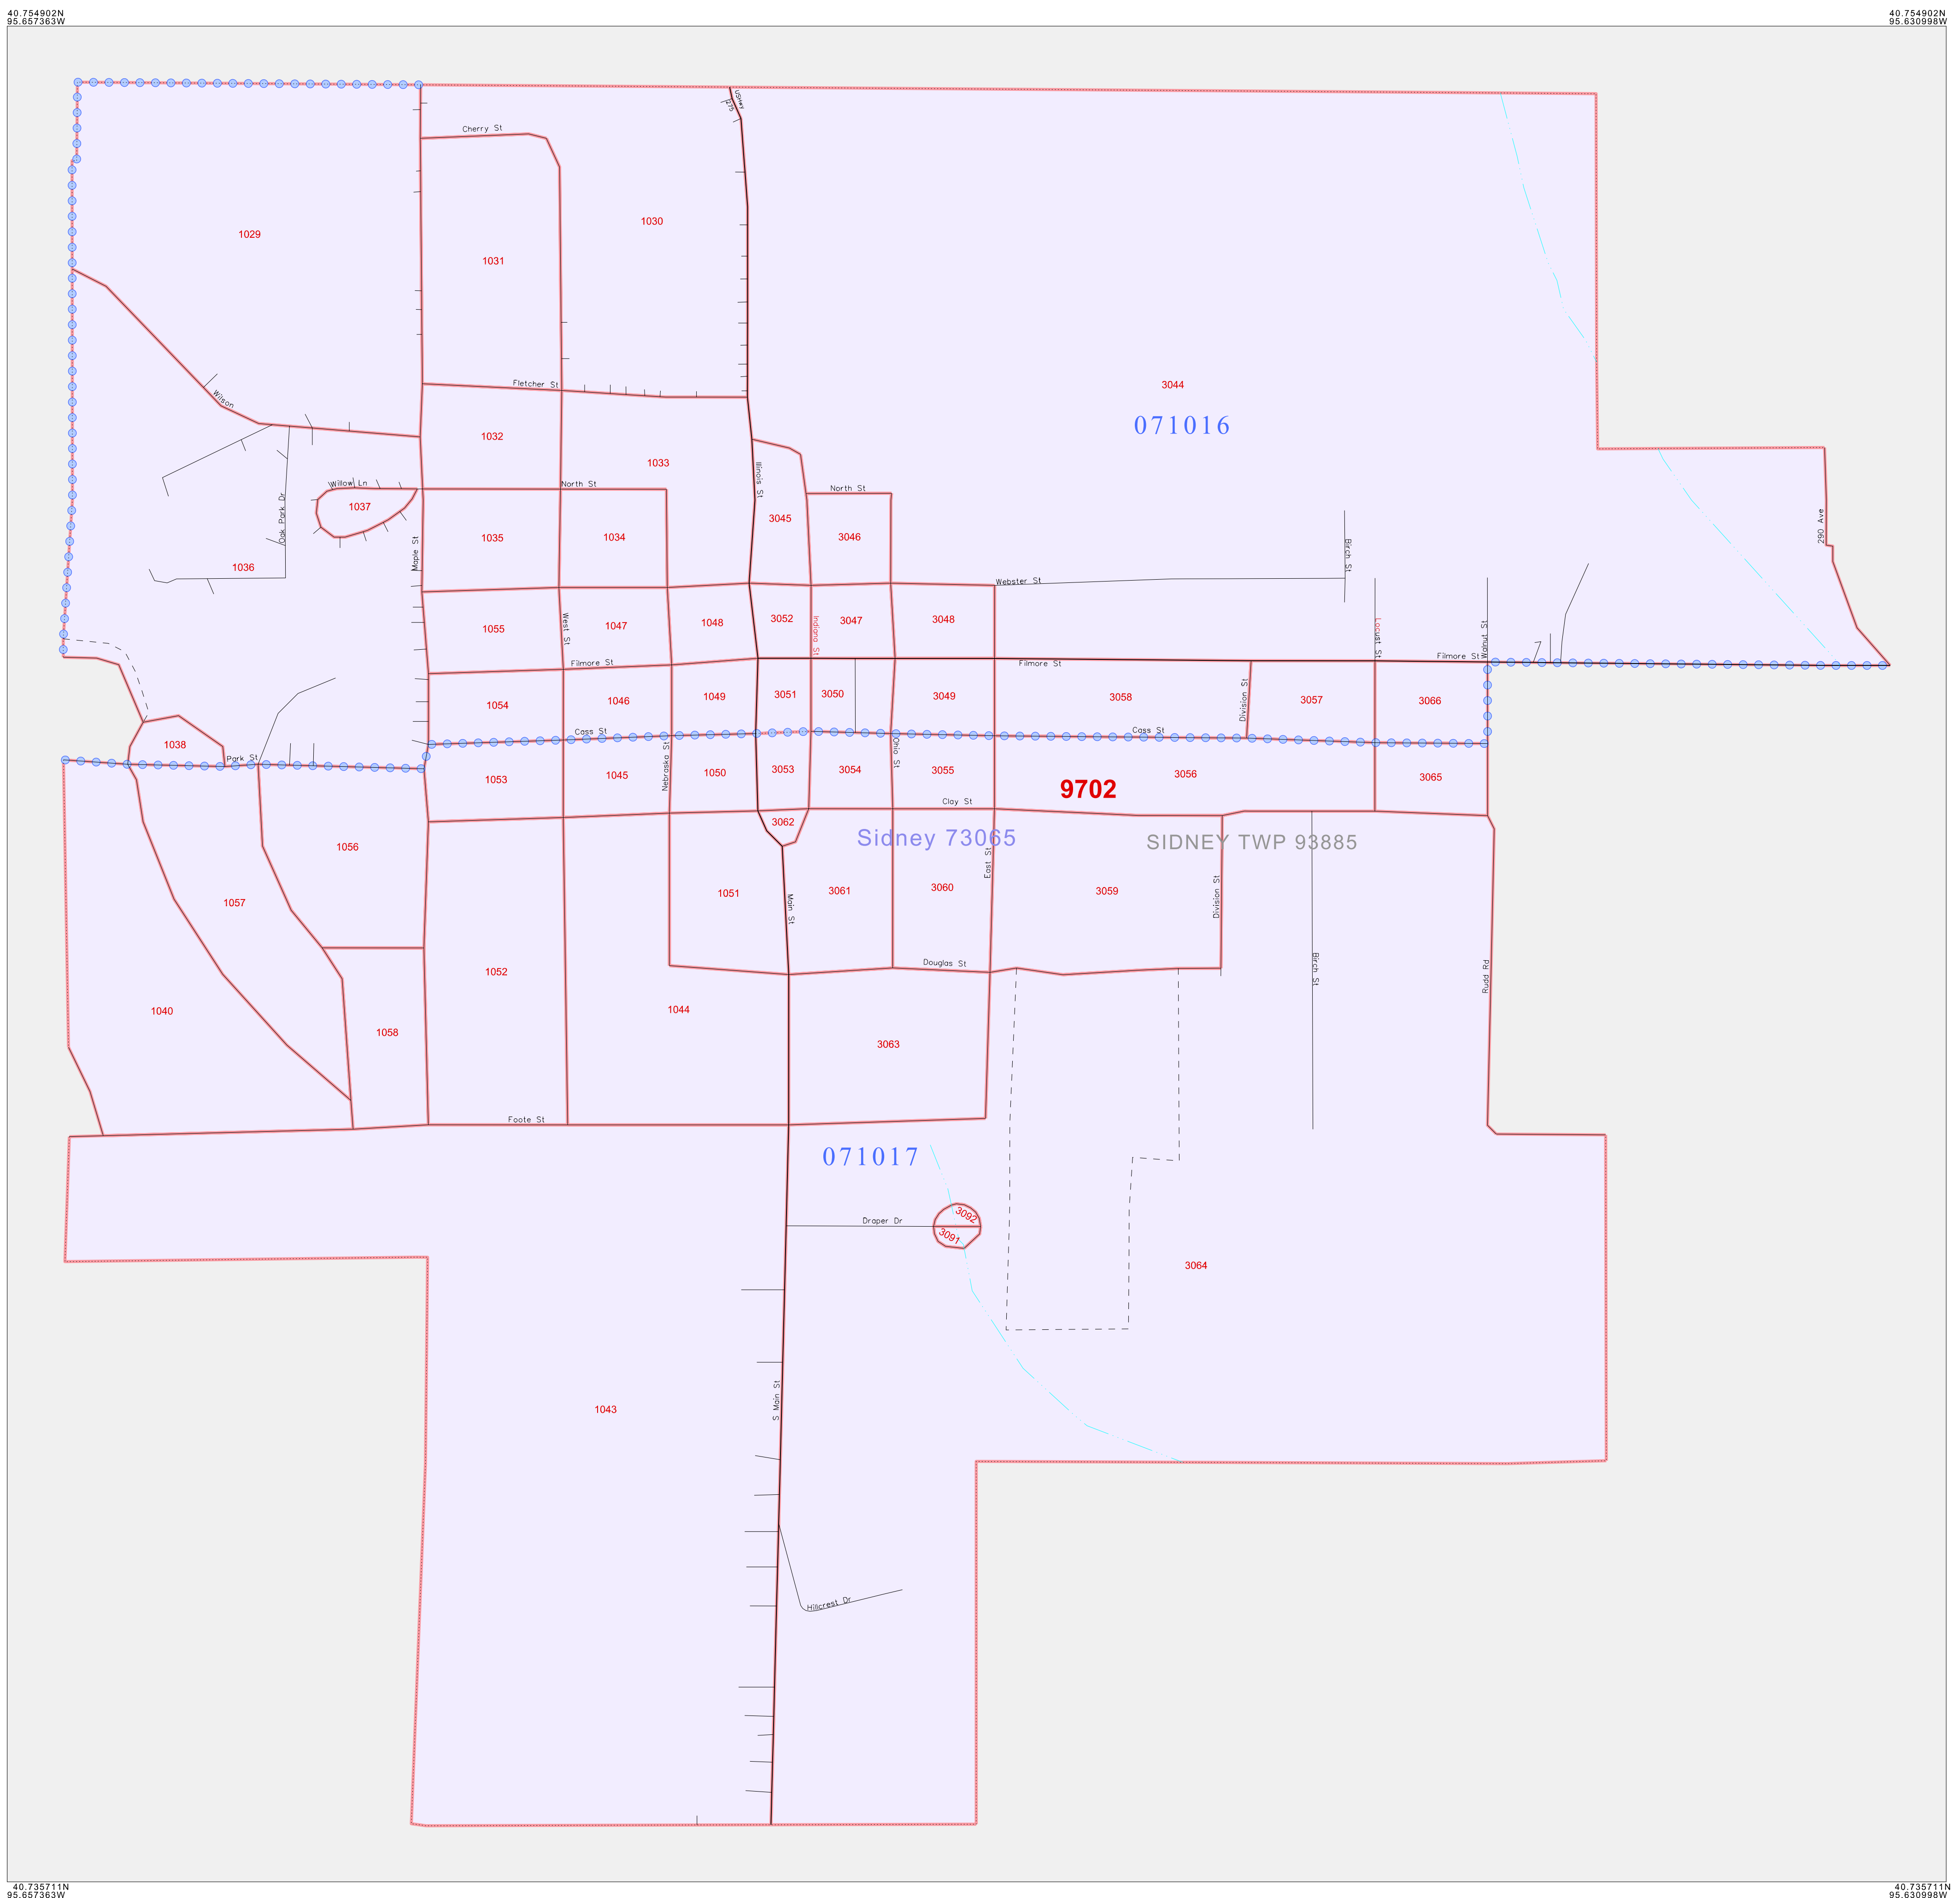 40.754902N
95.657363W
40.754902N
95.630998W
USHwy
275
Cherry St
1030
1029
1031
Fletcher St
3044
Wilson
071016
1032
Illinois St
1033
Willow Ln
North St
North St
1037
Oak Park Dr
Maple St
3045
290 Ave
1035
1034
3046
Birch St
1036
Webster St
1055
West St
1047
1048
3052
Indiana St
3047
3048
Locust St
Walnut St
Filmore St
Filmore St
Filmore St
1054
1046
1049
3051
3050
3049
3058
Division St
3057
3066
Cass St
Cass St
1038
Park St
1053
1045
Nebraska St
1050
3053
3054
Ohio St
3055
3056
3065
9702
Clay St
3062
Sidney 73065
SIDNEY TWP 93885
1056
East St
1057
1051
Main St
3061
3060
3059
Division St
1052
Douglas St
Birch St
Rudd Rd
1040
1044
1058
3063
Foote St
071017
Draper Dr
3092
3091
3064
1043
S Main St
Hillcrest Dr
40.735711N
95.657363W
40.735711N
95.630998W